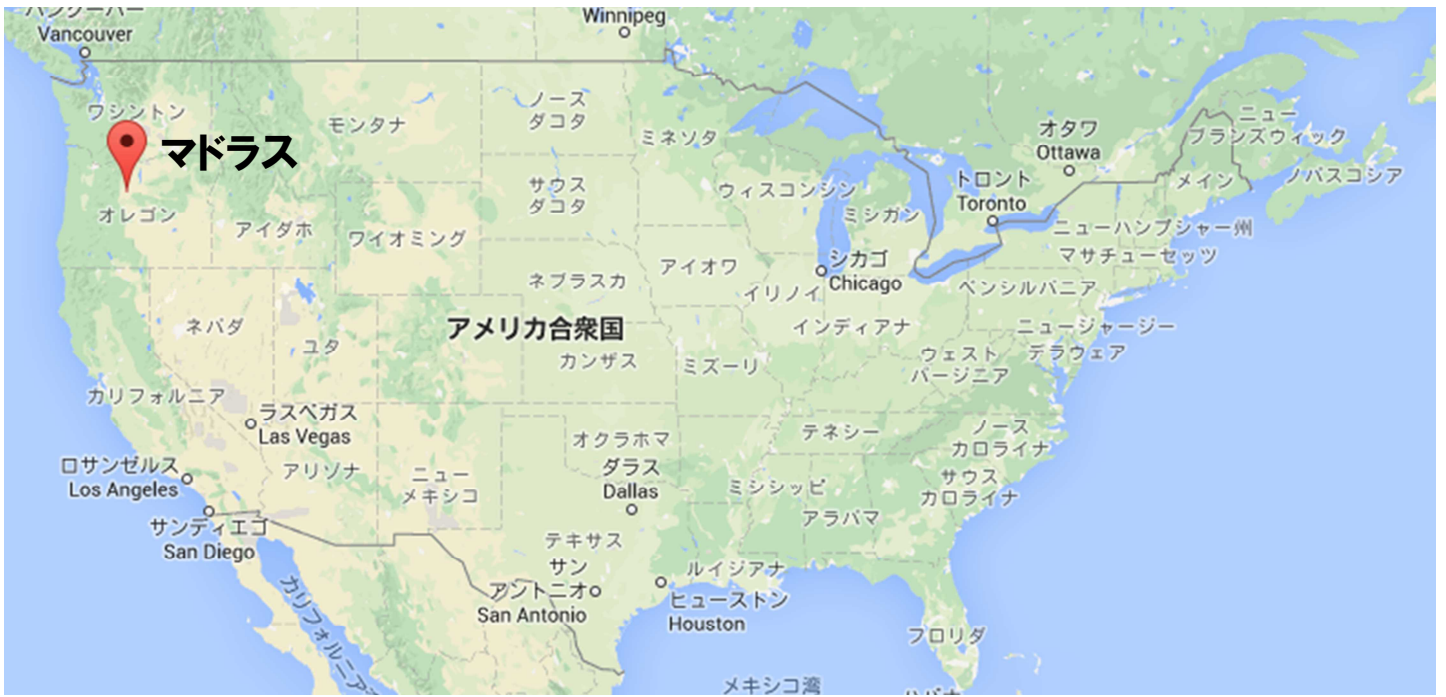 バンクーバー
Vancouver
Winnipeg
ワシントン
モンタナ
ノース
ダコタ
ミネソタ
オタワ
Ottawa
ニュー
ブランズウィック
マドラス
サウス
ダコタ
ウィスコンシン
ミシガン
トロント
Toronto
メイン
ノバスコシア
オレゴン
アイダホ
ワイオミング
ニューハンプシャー州
マサチューセッツ
シカゴ
Chicago
アイオワ
ネブラスカ
イリノイ
ペンシルバニア
ネバダ
ユタ
アメリカ合衆国
インディアナ
ニュージャージー
カンザス
ミズーリ
ウェスト
バージニア
デラウェア
カリフォルニア
ラスベガス
Las Vegas
オクラホマ
テネシー
ノース
カロライナ
ロサンゼルス
Los Angeles
アリゾナ
ニュー
メキシコ
ダラス
Dallas
ミシシッピ
サウス
カロライナ
アラバマ
サンディエゴ
San Diego
テキサス
サン
アントニオ
San Antonio
ルイジアナ
ヒューストン
Houston
フロリダ
カリフォルニア
メキシコ湾